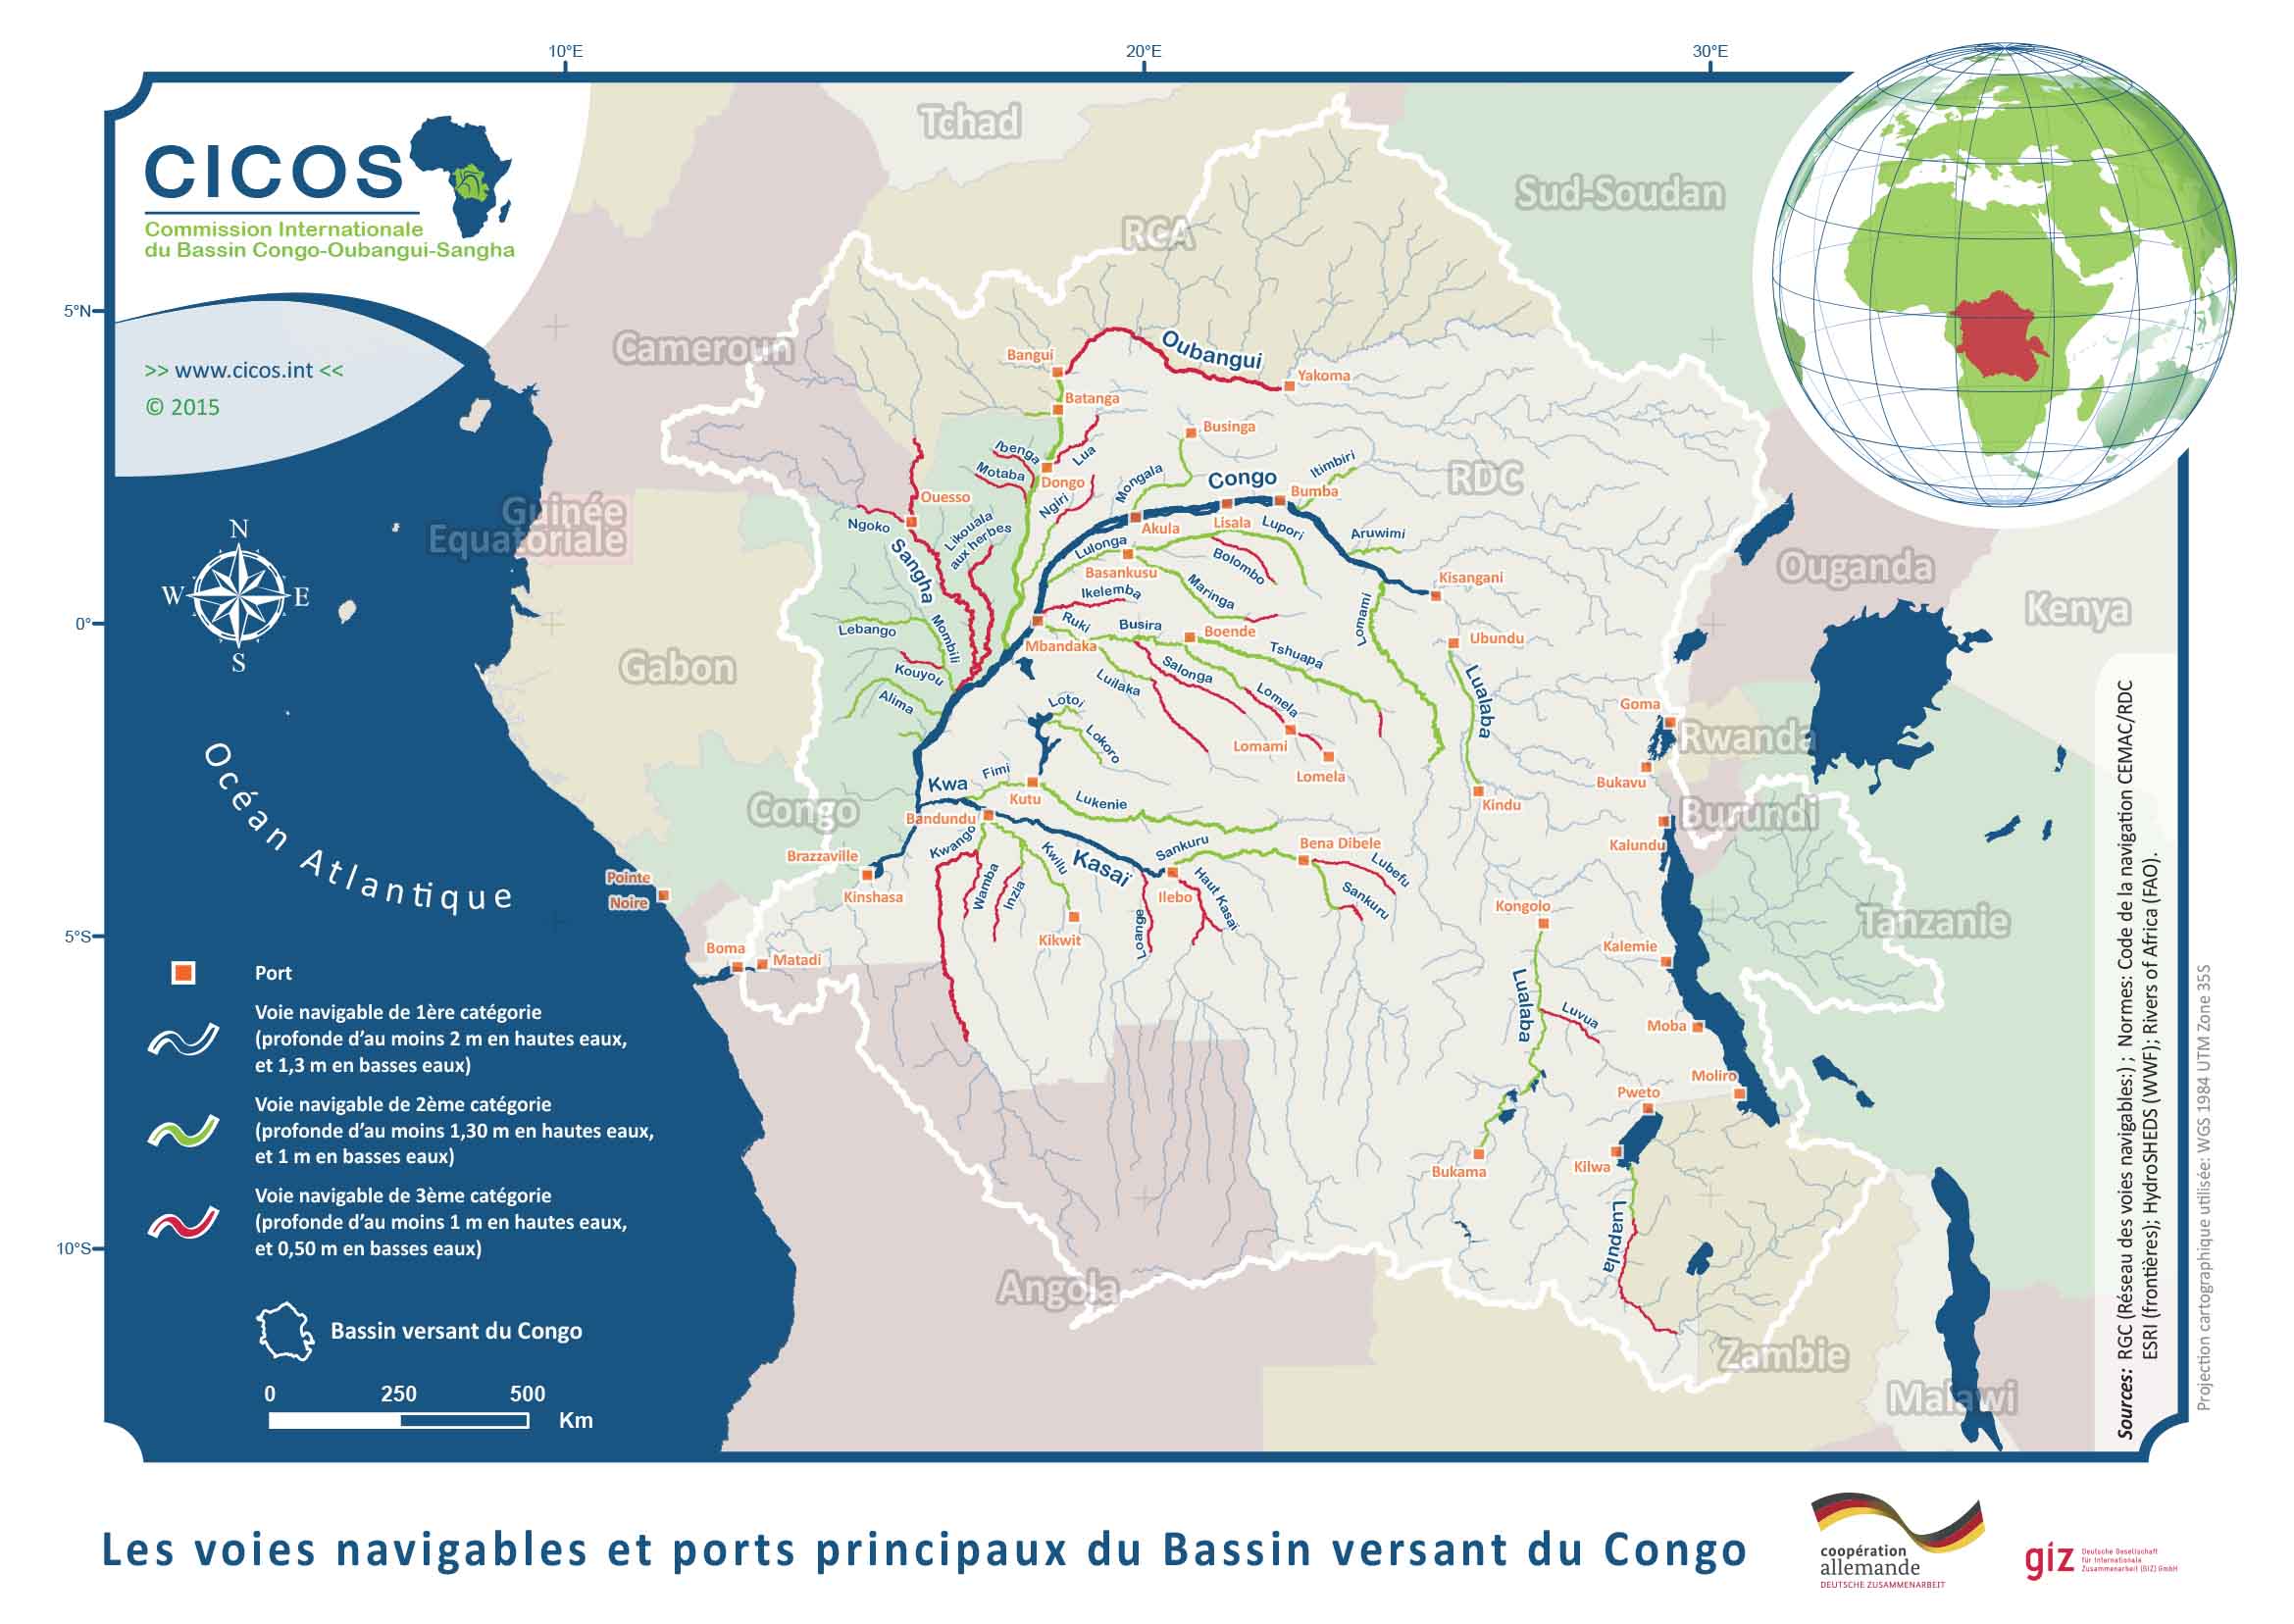 10°E
20°E
30°E
5°N
0°
5°S
10°S
CICOS
Commission Internationale
du Bassin Congo-Oubangui-Sangha
>> www.cicos.int <<
© 2015
N
W
E
S
Océan Atlantique
Tchad
Sud-Soudan
RCA
Cameroun
Guinée
Equatoriale
Gabon
Congo
RDC
Ouganda
Kenya
Rwanda
Burundi
Tanzanie
Angola
Zambie
Malawi
Bangui
Oubangui
Yakoma
Batanga
Businga
Ibenga
Lua
Motaba
Dongo
Ngiri
Mongala
Congo
Itimbiri
Bumba
Ouesso
Ngoko
Likouala
aux herbes
Akula
Lisala
Lupori
Aruwimi
Sangha
Lulonga
Basankusu
Bolombo
Kisangani
Ikelemba
Maringa
Lomami
Lebango
Mombili
Ruki
Busira
Boende
Ubundu
Mbandaka
Tshuapa
Kouyou
Salonga
Luilaka
Lomela
Lualaba
Alima
Lotoi
Lokoro
Lomami
Lomela
Goma
Bukavu
Kwa
Fimi
Kutu
Lukenie
Kindu
Bandundu
Kwango
Kwilu
Kasaï
Sankuru
Bena Dibele
Kalundu
Brazzaville
Kinshasa
Wamba
Inzia
Ilebo
Haut Kasai
Lubefu
Sankuru
Pointe
Noire
Kikwit
Loange
Kongolo
Boma
Matadi
Kalemie
Lualaba
Luvua
Moba
Moliro
Pweto
Bukama
Kilwa
Luapula
Port
Voie navigable de 1ère catégorie
(profonde d’au moins 2 m en hautes eaux,
et 1,3 m en basses eaux)
Voie navigable de 2ème catégorie
(profonde d’au moins 1,30 m en hautes eaux,
et 1 m en basses eaux)
Voie navigable de 3ème catégorie
(profonde d’au moins 1 m en hautes eaux,
et 0,50 m en basses eaux)
Bassin versant du Congo
0 250 500
Km
Sources: RGC (Réseau des voies navigables:) ; Normes: Code de la navigation CEMAC/RDC
ESRI (frontières); HydroSHEDS (WWF); Rivers of Africa (FAO).
Projection cartographique utilisée: WGS 1984 UTM Zone 35S
Les voies navigables et ports principaux du Bassin versant du Congo
coopération
allemande
DEUTSCHE ZUSAMMENARBEIT
giz
Deutsche Gesellschaft
für Internationale
Zusammenarbeit (GIZ) GmbH